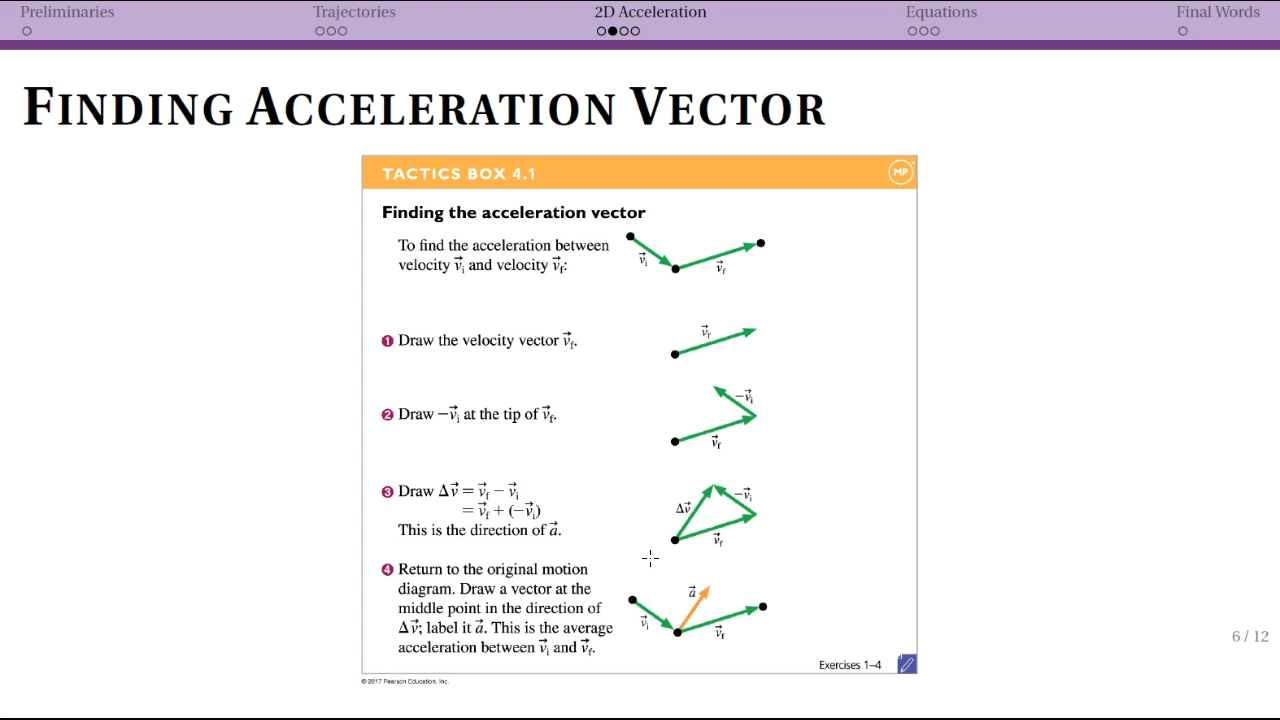 Preliminaries Trajectories 2D Acceleration Equations Final Words
FINDING ACCELERATION VECTOR
TACTICS BOX 4.1 MP
Finding the acceleration vector
To find the acceleration between
velocity v⃗i and velocity v⃗f:
v⃗i v⃗f
1 Draw the velocity vector v⃗f.
v⃗f
2 Draw −v⃗i at the tip of v⃗f.
−v⃗i
v⃗f
3 Draw Δv⃗ = v⃗f − v⃗i
= v⃗f + (−v⃗i)
This is the direction of a⃗.
Δv⃗ −v⃗i
v⃗f
4 Return to the original motion
diagram. Draw a vector at the
middle point in the direction of
Δv⃗; label it a⃗. This is the average
acceleration between v⃗i and v⃗f.
a⃗
v⃗i v⃗f
Exercises 1–4
© 2017 Pearson Education, Inc.
6 / 12